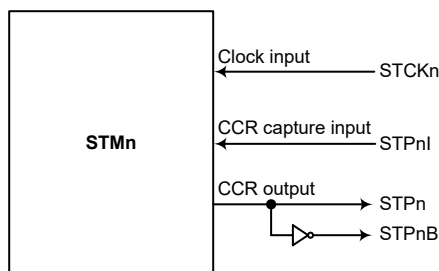 Clock input
STCKn
CCR capture input
STPnI
STMn
CCR output
STPn
STPnB